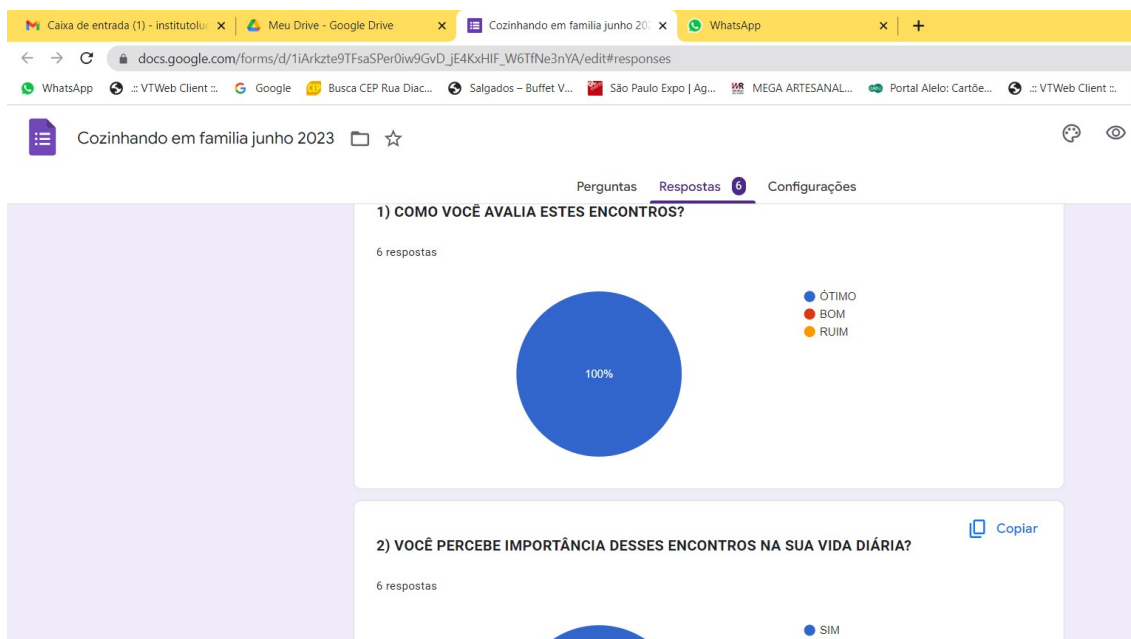 Caixa de entrada (1) - institutoluc
Meu Drive - Google Drive
Cozinhando em familia junho 202
WhatsApp
docs.google.com/forms/d/1iArkzte9TFsaSPer0iw9GvD_jE4KxHIF_W6TfNe3nYA/edit#responses
WhatsApp
.:: VTWeb Client ::.
Google
Busca CEP Rua Diac...
Salgados – Buffet V...
São Paulo Expo | Ag...
MEGA ARTESANAL...
Portal Alelo: Cartõe...
.:: VTWeb Client ::.
Cozinhando em familia junho 2023
Perguntas Respostas 6 Configurações
1) COMO VOCÊ AVALIA ESTES ENCONTROS?
6 respostas
ÓTIMO
BOM
RUIM
100%
Copiar
2) VOCÊ PERCEBE IMPORTÂNCIA DESSES ENCONTROS NA SUA VIDA DIÁRIA?
6 respostas
SIM